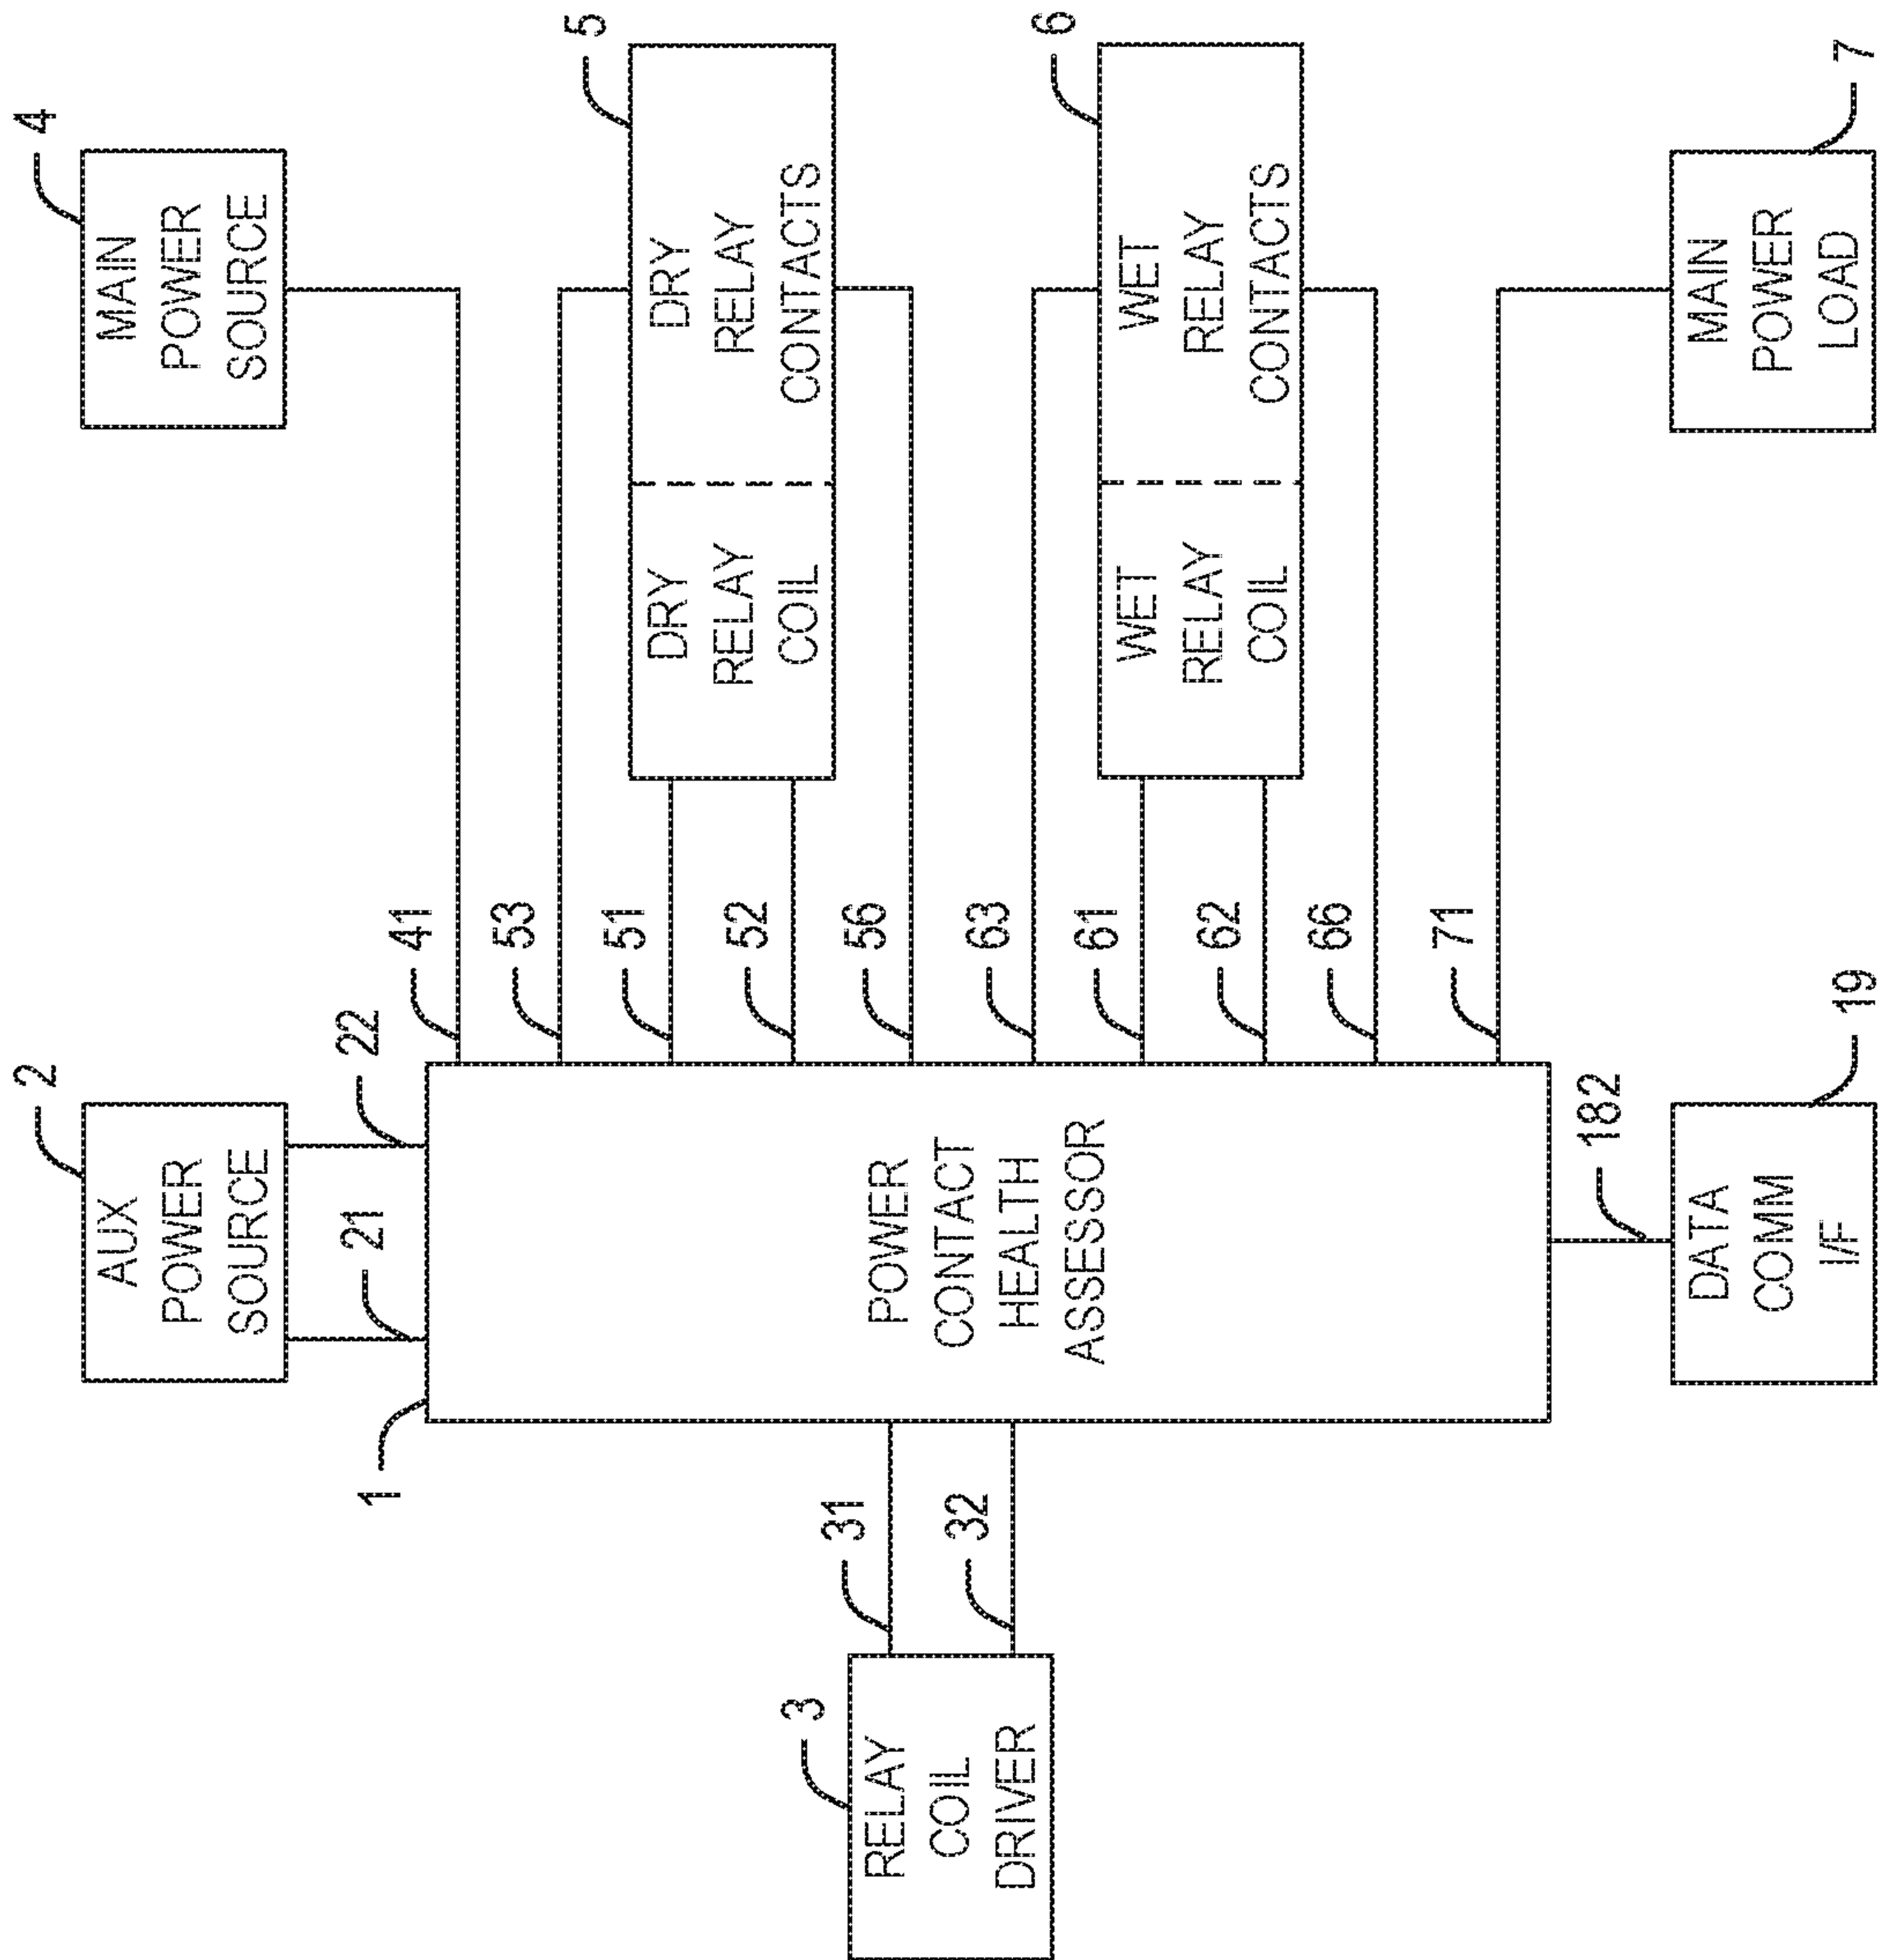 4
MAIN
POWER
SOURCE
5
DRY
RELAY
CONTACTS
DRY
RELAY
COIL
6
WET
RELAY
CONTACTS
WET
RELAY
COIL
7
MAIN
POWER
LOAD
41
53
51
52
56
63
61
62
66
71
2
AUX
POWER
SOURCE
21
22
1
POWER
CONTACT
HEALTH
ASSESSOR
182
19
DATA
COMM
I/F
31
32
3
RELAY
COIL
DRIVER